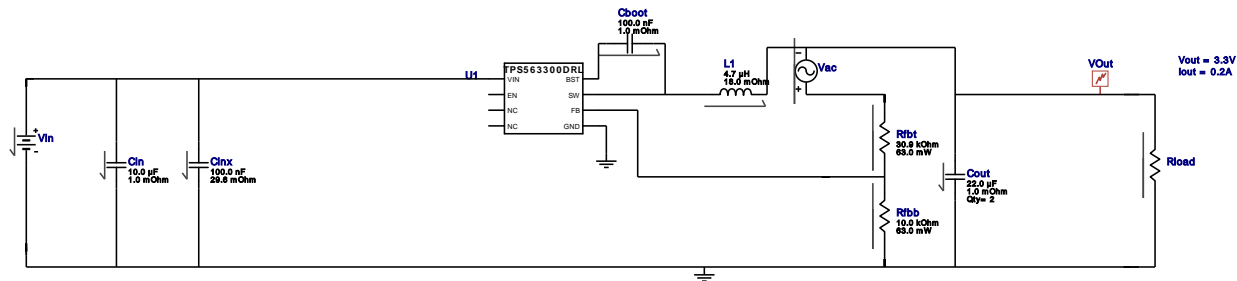 Cboot
100.0 nF
1.0 mOhm
U1
TPS563300DRL
VIN
BST
EN
SW
NC
FB
NC
GND
L1
4.7 µH
18.0 mOhm
-
Vac
+
VOut
Vout = 3.3V
Iout = 0.2A
+
Vin
-
Cin
10.0 µF
1.0 mOhm
Cinx
100.0 nF
29.8 mOhm
Rfbt
30.9 kOhm
63.0 mW
Rfbb
10.0 kOhm
63.0 mW
Cout
22.0 µF
1.0 mOhm
Qty= 2
Rload